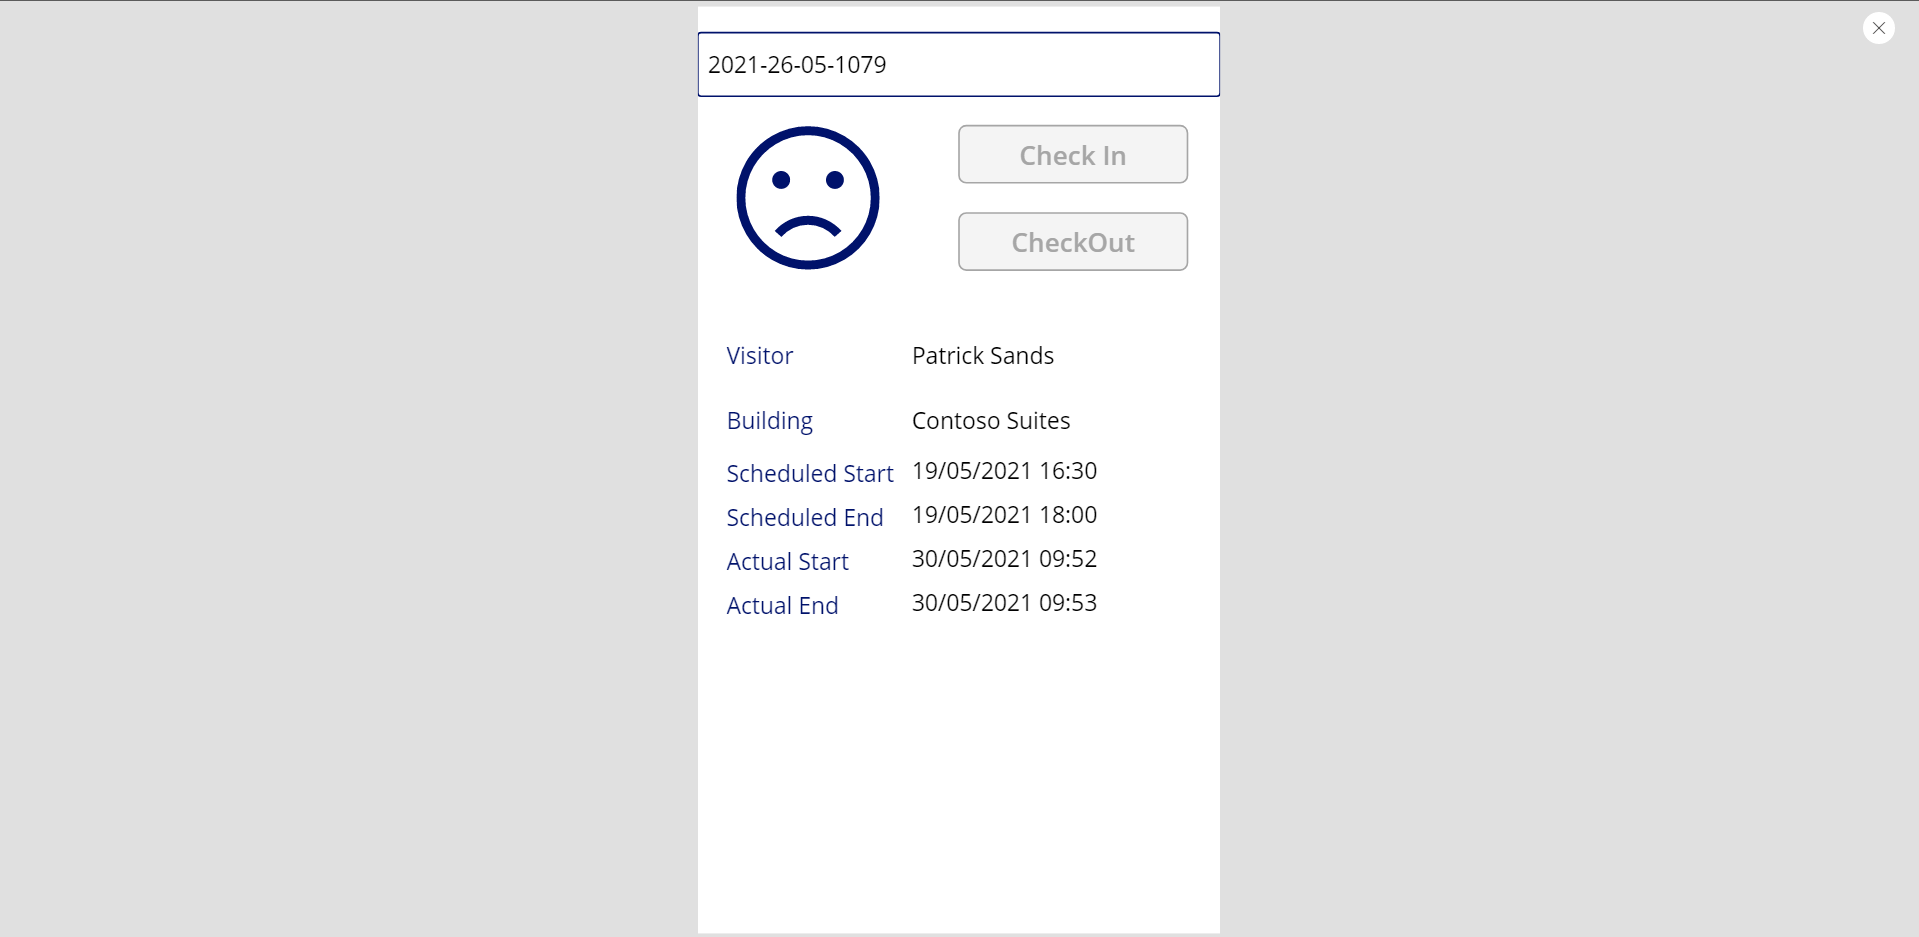 2021-26-05-1079
Check In
CheckOut
Visitor Patrick Sands
Building Contoso Suites
Scheduled Start 19/05/2021 16:30
Scheduled End 19/05/2021 18:00
Actual Start 30/05/2021 09:52
Actual End 30/05/2021 09:53